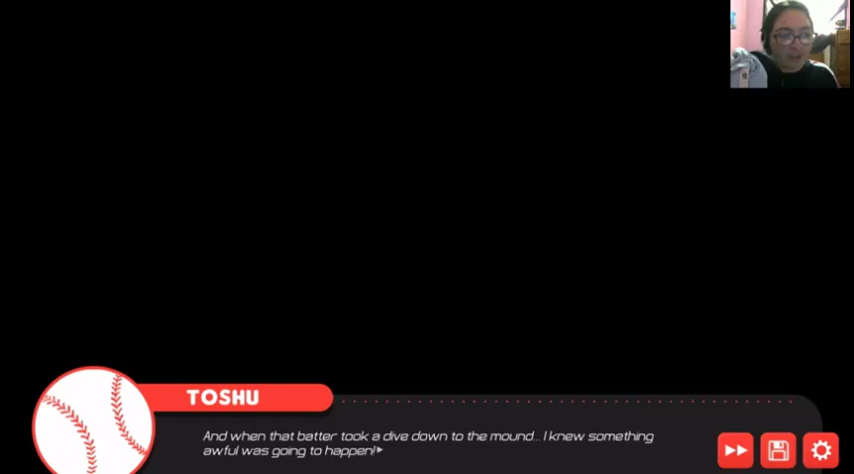 TOSHU
And when that batter took a dive down to the mound... I knew something
awful was going to happen!